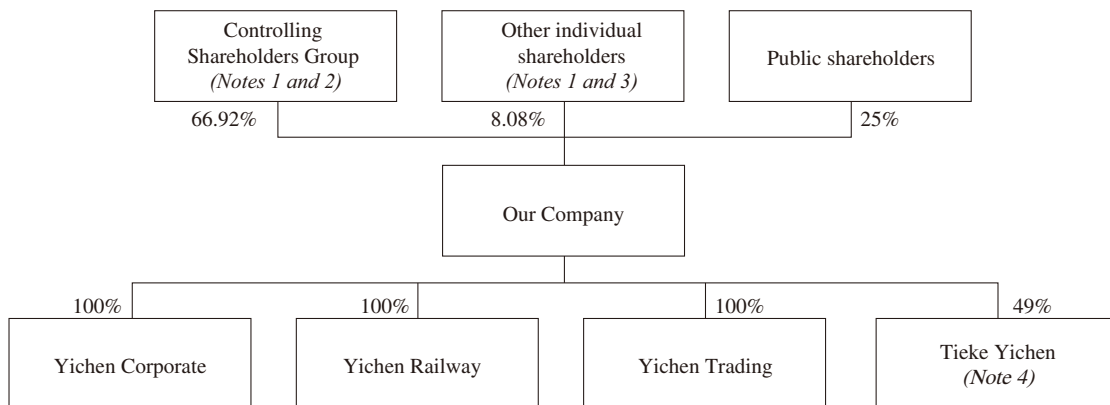 Controlling
Shareholders Group
(Notes 1 and 2)
Other individual
shareholders
(Notes 1 and 3)
Public shareholders
66.92%
8.08%
25%
Our Company
100%
100%
100%
49%
Yichen Corporate
Yichen Railway
Yichen Trading
Tieke Yichen
(Note 4)